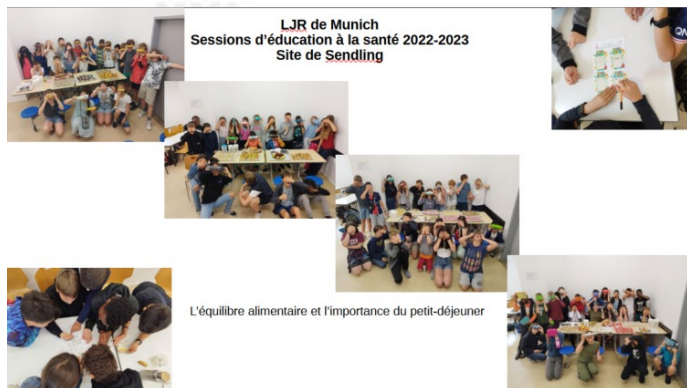 LJR de Munich
Sessions d'éducation à la santé 2022-2023
Site de Sendling
L'équilibre alimentaire et l'importance du petit-déjeuner